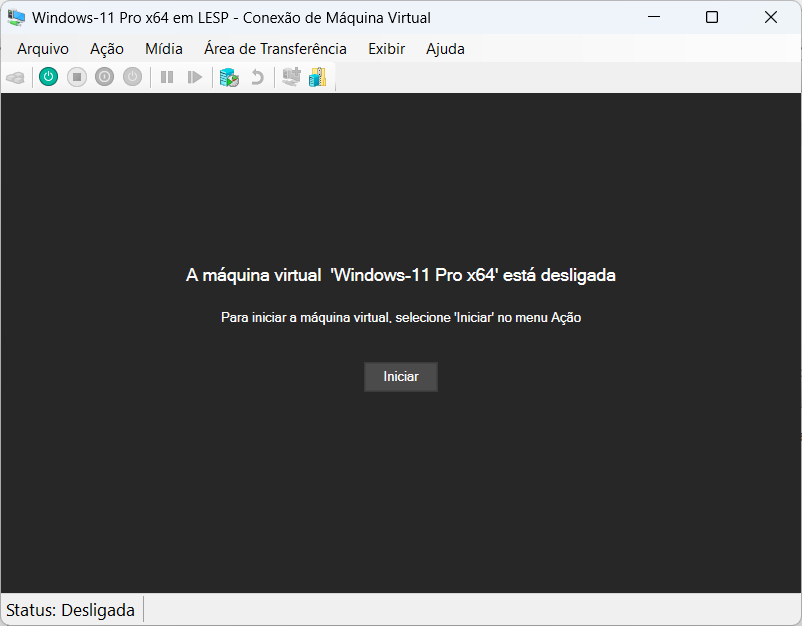 Windows-11 Pro x64 em LESP - Conexão de Máquina Virtual
Arquivo Ação Mídia Área de Transferência Exibir Ajuda
A máquina virtual 'Windows-11 Pro x64' está desligada
Para iniciar a máquina virtual, selecione 'Iniciar' no menu Ação
Iniciar
Status: Desligada